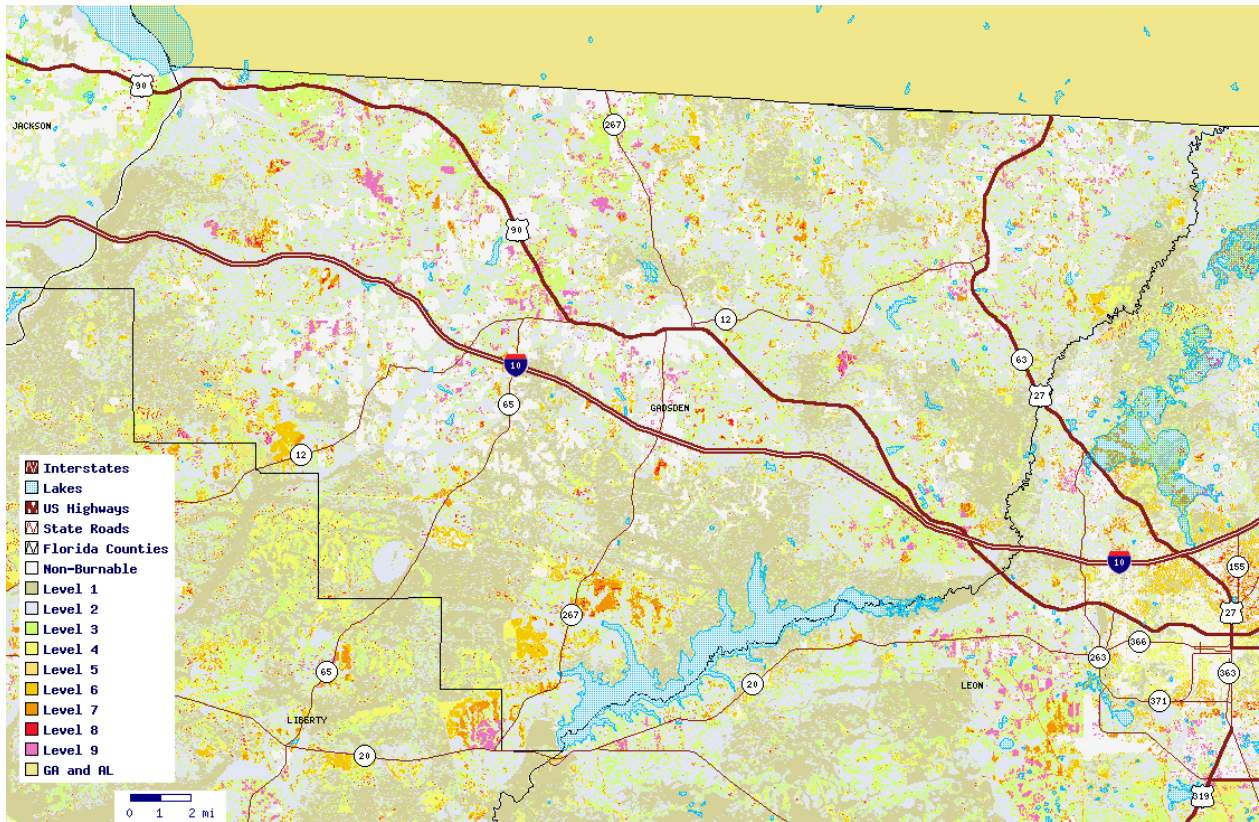 90
JACKSON
267
90
12
63
10
65
27
GADSDEN
12
Interstates
Lakes
US Highways
State Roads
Florida Counties
Non-Burnable
Level 1
Level 2
Level 3
Level 4
Level 5
Level 6
Level 7
Level 8
Level 9
GA and AL
10
155
267
27
366
263
65
363
20
LEON
371
LIBERTY
20
319
0 1 2 mi